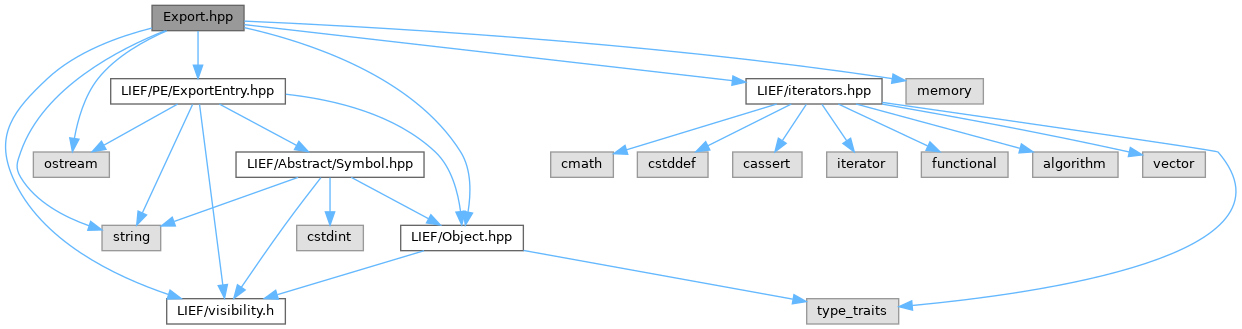 Export.hpp
LIEF/PE/ExportEntry.hpp
LIEF/iterators.hpp
memory
ostream
LIEF/Abstract/Symbol.hpp
cmath
cstddef
cassert
iterator
functional
algorithm
vector
string
cstdint
LIEF/Object.hpp
LIEF/visibility.h
type_traits